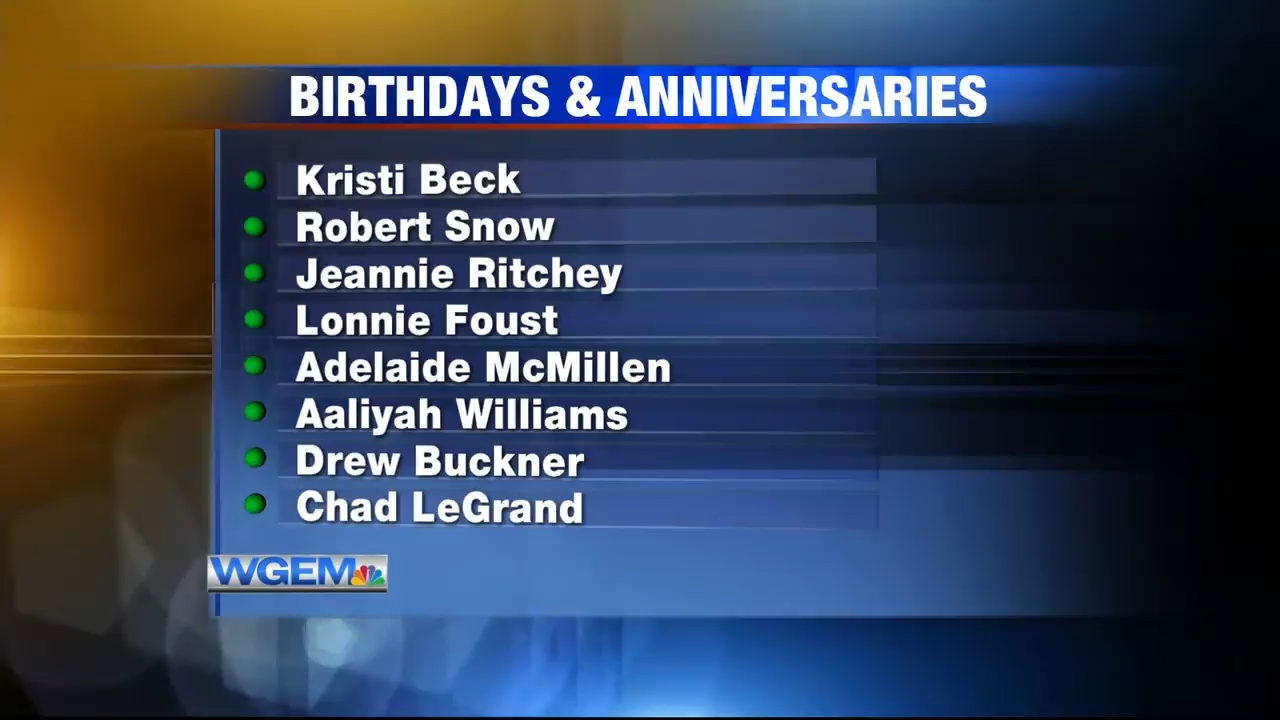 BIRTHDAYS & ANNIVERSARIES
Kristi Beck
Robert Snow
Jeannie Ritchey
Lonnie Foust
Adelaide McMillen
Aaliyah Williams
Drew Buckner
Chad LeGrand
WGEM